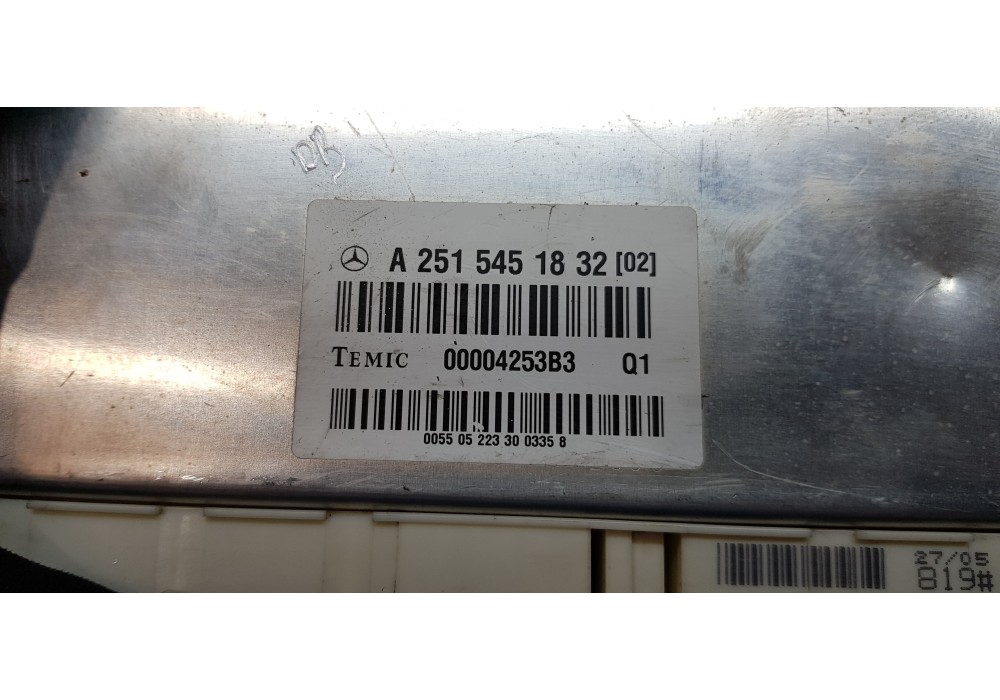 A 251 545 18 32 [02]
TEMIC 00004253B3 Q1
0055 05 223 30 0335 8
27/05
819#